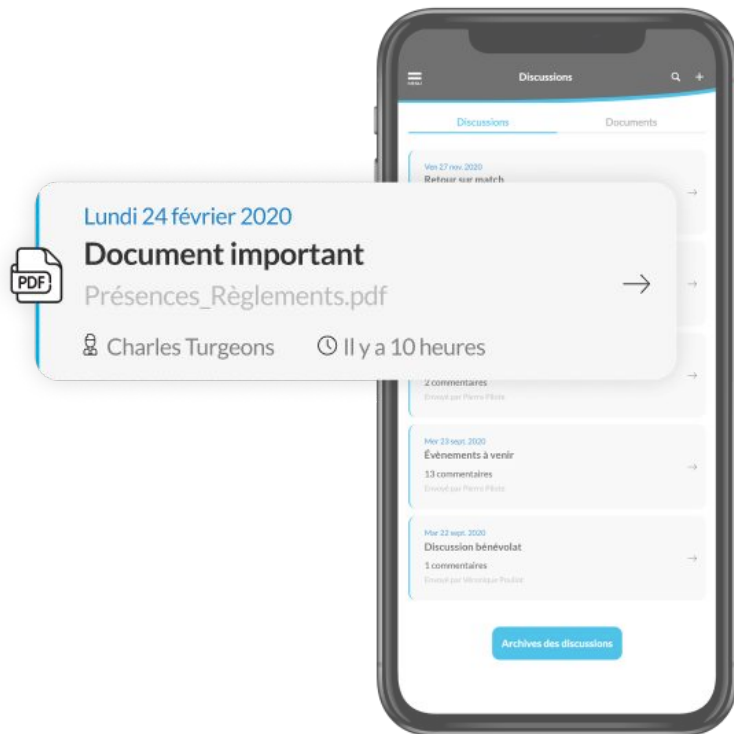 Discussions
MENU
Discussions Documents
Ven 27 nov. 2020
Retour sur match
Lundi 24 février 2020
Document important
PDF
Présences_Règlements.pdf
Charles Turgeons Il y a 10 heures
2 commentaires
Envoyé par Pierre Pilote
Mer 23 sept. 2020
Évènements à venir
13 commentaires
Envoyé par Pierre Pilote
Mar 22 sept. 2020
Discussion bénévolat
1 commentaires
Envoyé par Véronique Pouliot
Archives des discussions